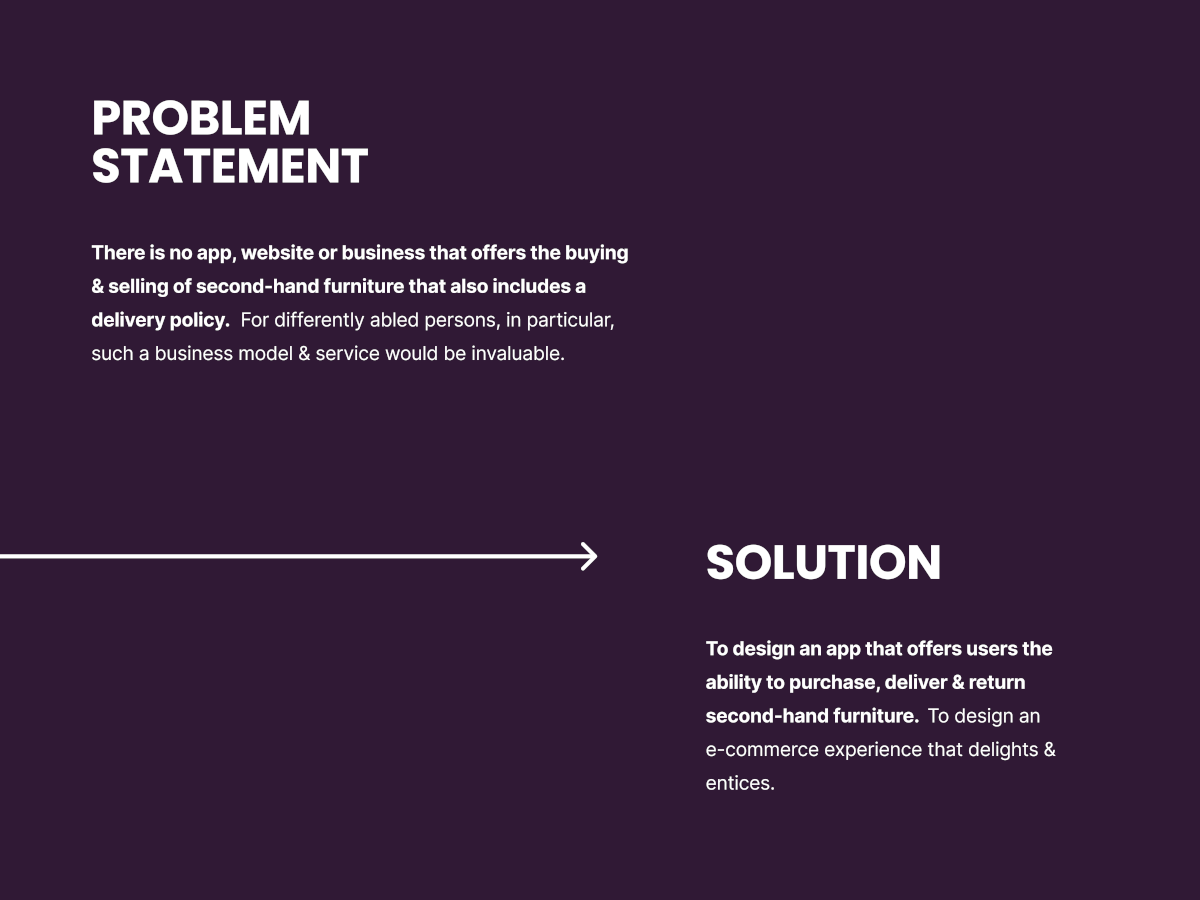 PROBLEM
STATEMENT
There is no app, website or business that offers the buying
& selling of second-hand furniture that also includes a
delivery policy. For differently abled persons, in particular,
such a business model & service would be invaluable.
SOLUTION
To design an app that offers users the
ability to purchase, deliver & return
second-hand furniture. To design an
e-commerce experience that delights &
entices.